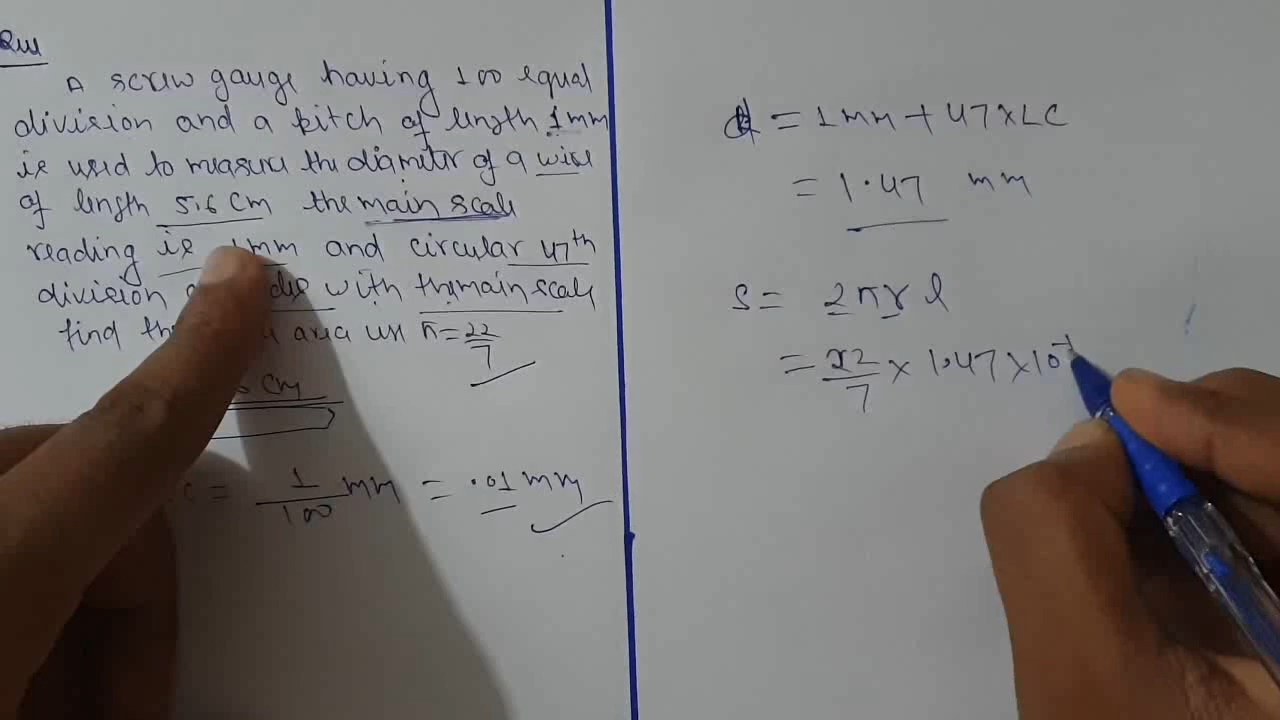 Qus
A screw gauge having 100 equal
division and a pitch of length 1mm
is used to measure the diameter of a wire
of length 5.6 cm the main scale
reading is 1mm and circular 47th
division with the main scale
find area use π = 22/7
cm
= 1/100 mm = .01 mm
d = 1mm + 47 × LC
= 1.47 mm
S = 2πrl
= 22/7 × 1.47 × 10⁻¹